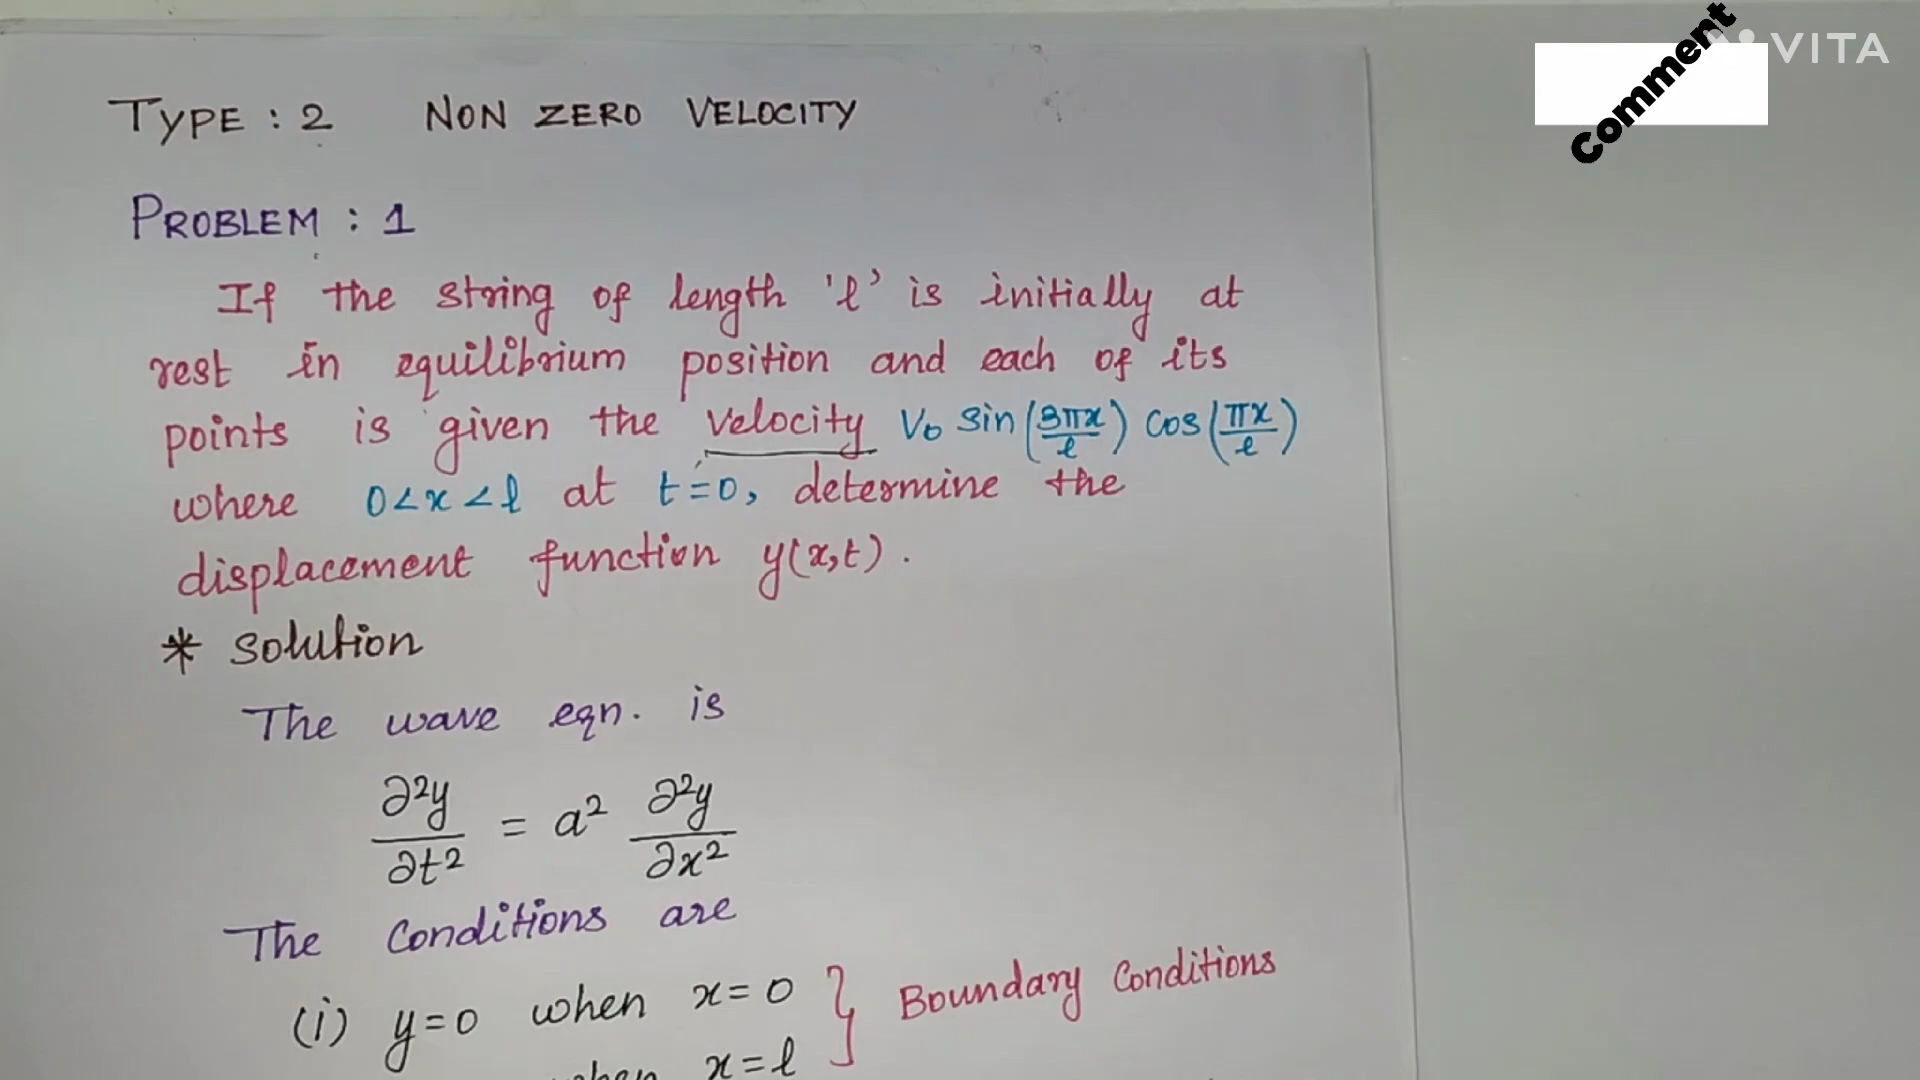 Comment
VITA
TYPE : 2 NON ZERO VELOCITY
PROBLEM : 1
If the string of length 'l' is initially at
rest in equilibrium position and each of its
points is given the velocity V₀ sin(3πx/l) cos(πx/l)
where 0<x<l at t=0, determine the
displacement function y(x,t).
* Solution
The wave eqn. is
∂²y/∂t² = a² ∂²y/∂x²
The Conditions are
(i) y=0 when x=0 } Boundary Conditions
when x=l